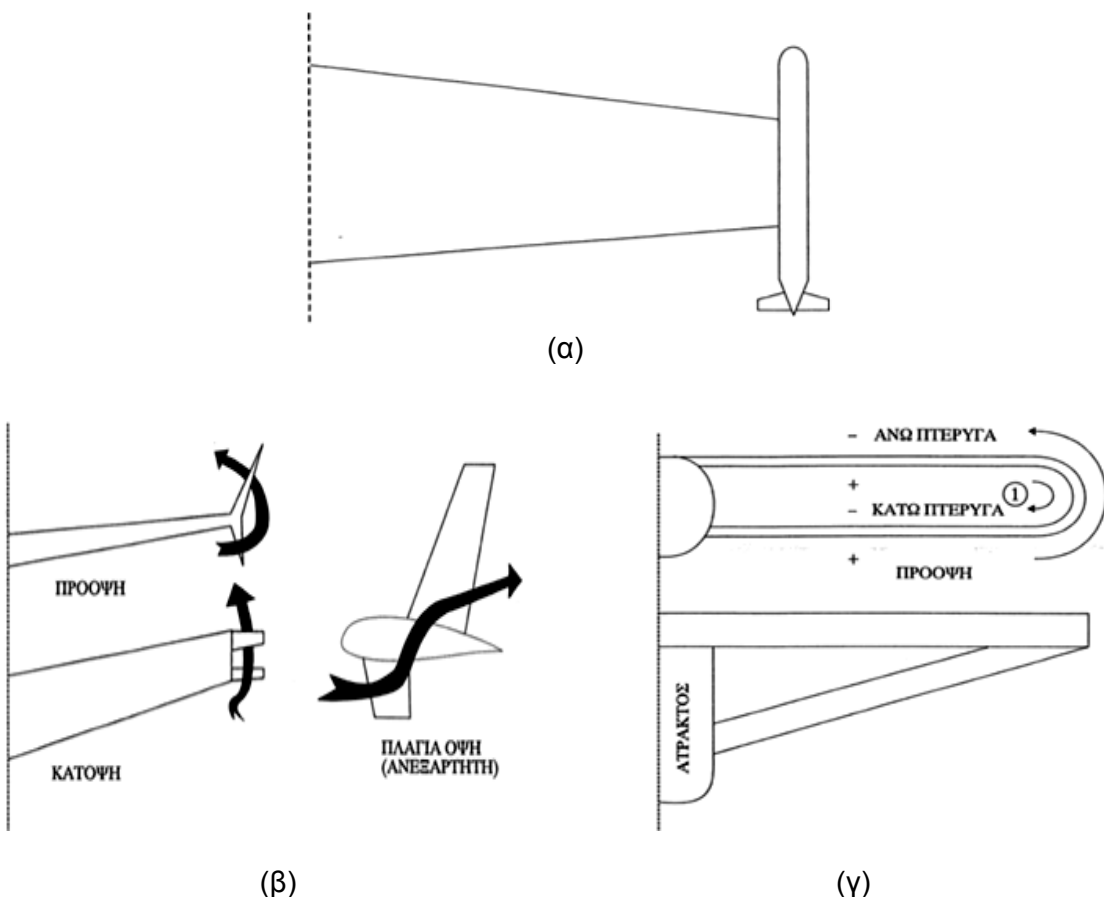 (α)
– ΑΝΩ ΠΤΕΡΥΓΑ
+
1
– ΚΑΤΩ ΠΤΕΡΥΓΑ
+ ΠΡΟΟΨΗ
ΠΡΟΟΨΗ
ΚΑΤΟΨΗ
ΠΛΑΓΙΑ ΟΨΗ
(ΑΝΕΞΑΡΤΗΤΗ)
ΑΤΡΑΚΤΟΣ
(β)
(γ)